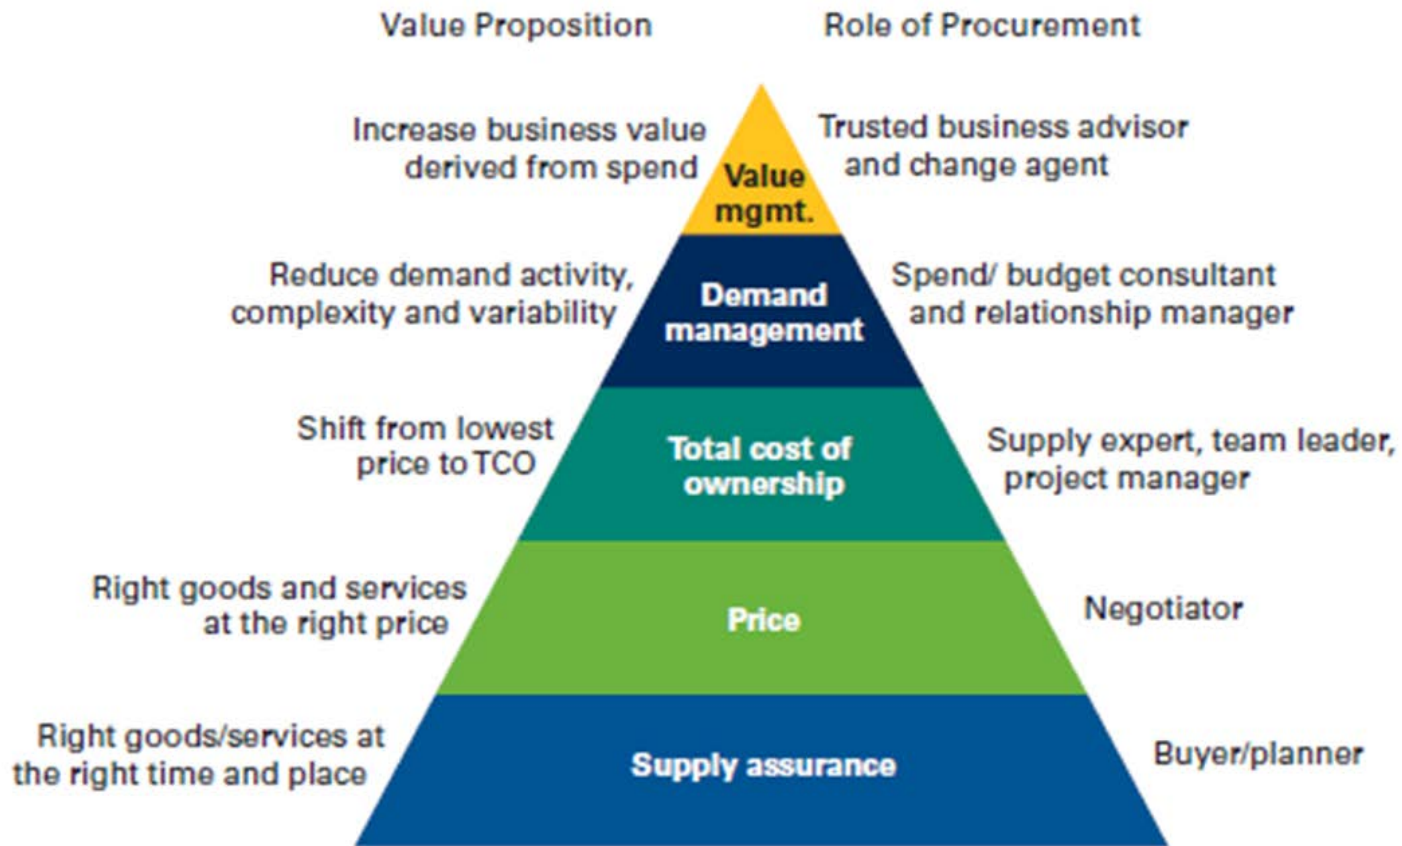 Value Proposition
Role of Procurement
Increase business value
derived from spend
Value
mgmt.
Trusted business advisor
and change agent
Reduce demand activity,
complexity and variability
Demand
management
Spend/ budget consultant
and relationship manager
Shift from lowest
price to TCO
Total cost of
ownership
Supply expert, team leader,
project manager
Right goods and services
at the right price
Price
Negotiator
Right goods/services at
the right time and place
Supply assurance
Buyer/planner